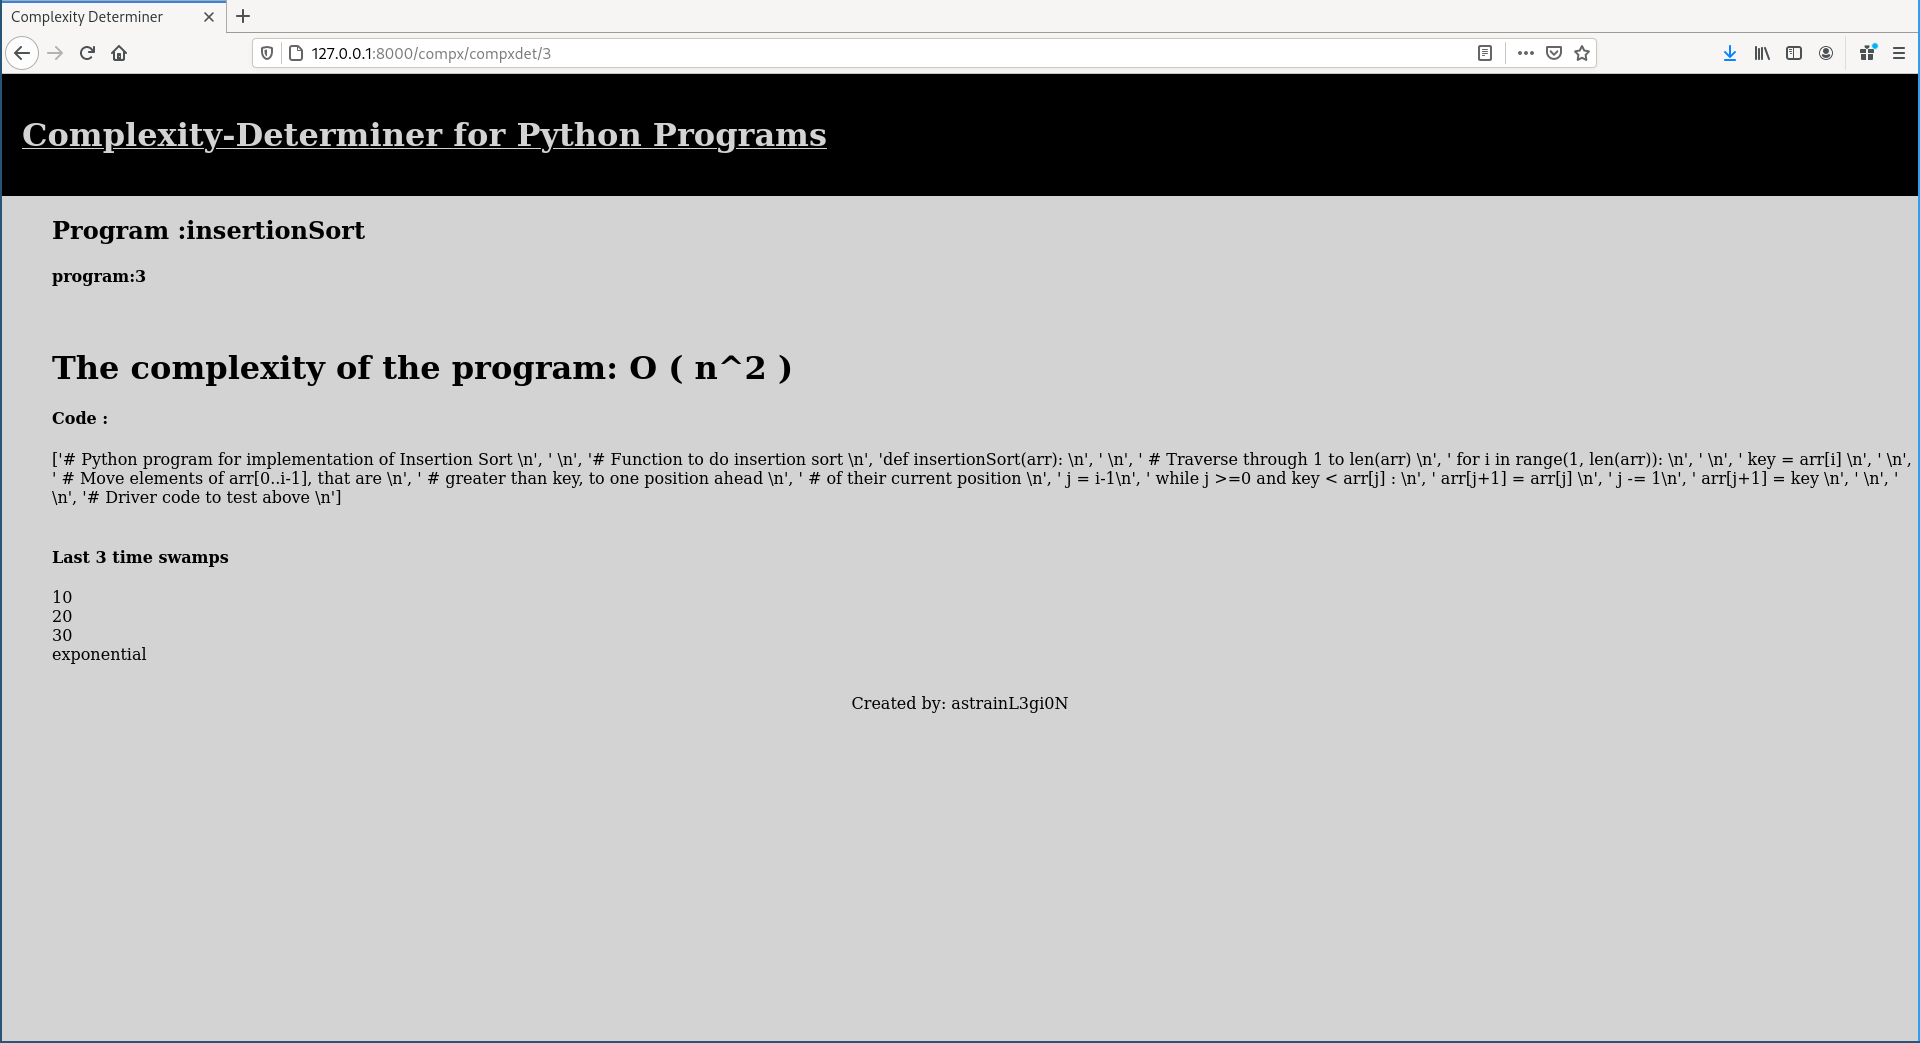 Complexity Determiner
127.0.0.1:8000/compx/compxdet/3
Complexity-Determiner for Python Programs
Program :insertionSort
program:3
The complexity of the program: O ( n^2 )
Code :
['# Python program for implementation of Insertion Sort \n', ' \n', '# Function to do insertion sort \n', 'def insertionSort(arr): \n', ' \n', ' # Traverse through 1 to len(arr) \n', ' for i in range(1, len(arr)): \n', ' \n', ' key = arr[i] \n', ' \n',
' # Move elements of arr[0..i-1], that are \n', ' # greater than key, to one position ahead \n', ' # of their current position \n', ' j = i-1\n', ' while j >=0 and key < arr[j] : \n', ' arr[j+1] = arr[j] \n', ' j -= 1\n', ' arr[j+1] = key \n', ' \n', '
\n', '# Driver code to test above \n']
Last 3 time swamps
10
20
30
exponential
Created by: astrainL3gi0N